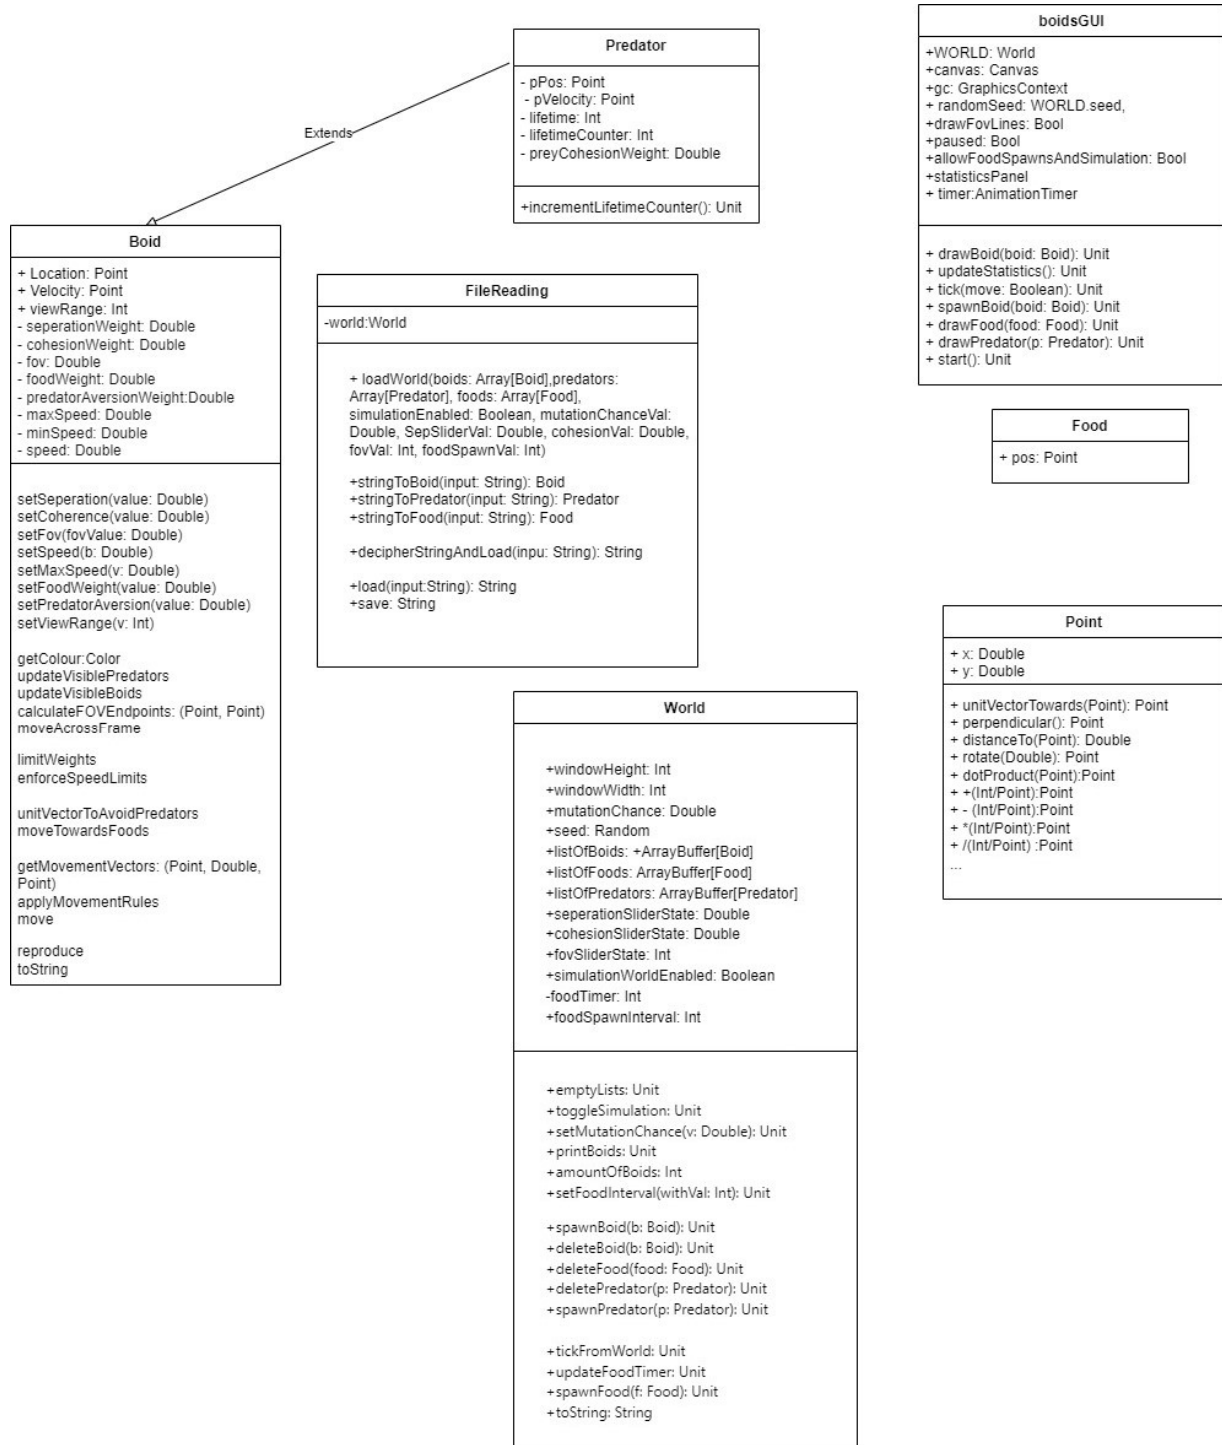 Predator
- pPos: Point
- pVelocity: Point
- lifetime: Int
- lifetimeCounter: Int
- preyCohesionWeight: Double
+incrementLifetimeCounter(): Unit
boidsGUI
+WORLD: World
+canvas: Canvas
+gc: GraphicsContext
+ randomSeed: WORLD.seed,
+drawFovLines: Bool
+paused: Bool
+allowFoodSpawnsAndSimulation: Bool
+statisticsPanel
+ timer:AnimationTimer
+ drawBoid(boid: Boid): Unit
+ updateStatistics(): Unit
+ tick(move: Boolean): Unit
+ spawnBoid(boid: Boid): Unit
+ drawFood(food: Food): Unit
+ drawPredator(p: Predator): Unit
+ start(): Unit
Extends
Boid
+ Location: Point
+ Velocity: Point
+ viewRange: Int
- seperationWeight: Double
- cohesionWeight: Double
- fov: Double
- foodWeight: Double
- predatorAversionWeight:Double
- maxSpeed: Double
- minSpeed: Double
- speed: Double
setSeperation(value: Double)
setCoherence(value: Double)
setFov(fovValue: Double)
setSpeed(b: Double)
setMaxSpeed(v: Double)
setFoodWeight(value: Double)
setPredatorAversion(value: Double)
setViewRange(v: Int)
getColour:Color
updateVisiblePredators
updateVisibleBoids
calculateFOVEndpoints: (Point, Point)
moveAcrossFrame
limitWeights
enforceSpeedLimits
unitVectorToAvoidPredators
moveTowardsFoods
getMovementVectors: (Point, Double,
Point)
applyMovementRules
move
reproduce
toString
FileReading
-world:World
+ loadWorld(boids: Array[Boid],predators:
Array[Predator], foods: Array[Food],
simulationEnabled: Boolean, mutationChanceVal:
Double, SepSliderVal: Double, cohesionVal: Double,
fovVal: Int, foodSpawnVal: Int)
+stringToBoid(input: String): Boid
+stringToPredator(input: String): Predator
+stringToFood(input: String): Food
+decipherStringAndLoad(inpu: String): String
+load(input:String): String
+save: String
Food
+ pos: Point
Point
+ x: Double
+ y: Double
+ unitVectorTowards(Point): Point
+ perpendicular(): Point
+ distanceTo(Point): Double
+ rotate(Double): Point
+ dotProduct(Point):Point
+ +(Int/Point):Point
+ - (Int/Point):Point
+ *(Int/Point):Point
+ /(Int/Point) :Point
...
World
+windowHeight: Int
+windowWidth: Int
+mutationChance: Double
+seed: Random
+listOfBoids: +ArrayBuffer[Boid]
+listOfFoods: ArrayBuffer[Food]
+listOfPredators: ArrayBuffer[Predator]
+seperationSliderState: Double
+cohesionSliderState: Double
+fovSliderState: Int
+simulationWorldEnabled: Boolean
-foodTimer: Int
+foodSpawnInterval: Int
+emptyLists: Unit
+toggleSimulation: Unit
+setMutationChance(v: Double): Unit
+printBoids: Unit
+amountOfBoids: Int
+setFoodInterval(withVal: Int): Unit
+spawnBoid(b: Boid): Unit
+deleteBoid(b: Boid): Unit
+deleteFood(food: Food): Unit
+deletePredator(p: Predator): Unit
+spawnPredator(p: Predator): Unit
+tickFromWorld: Unit
+updateFoodTimer: Unit
+spawnFood(f: Food): Unit
+toString: String